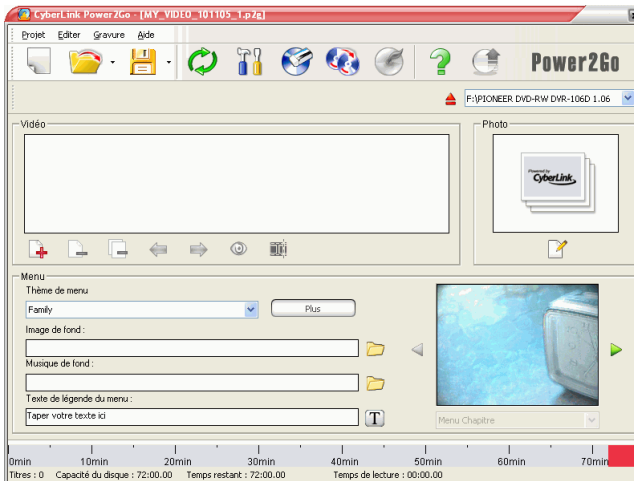 CyberLink Power2Go - [MY_VIDEO_101105_1.p2g]
Projet Editer Gravure Aide
Power2Go
F:\PIONEER DVD-RW DVR-106D 1.06
Vidéo
Photo
Powered by
CyberLink
Menu
Thème de menu
Family
Plus
Image de fond :
Musique de fond :
Texte de légende du menu :
Taper votre texte ici
T
Menu Chapitre
0min 10min 20min 30min 40min 50min 60min 70min
Titres : 0 Capacité du disque : 72:00.00 Temps restant : 72:00.00 Temps de lecture : 00:00.00